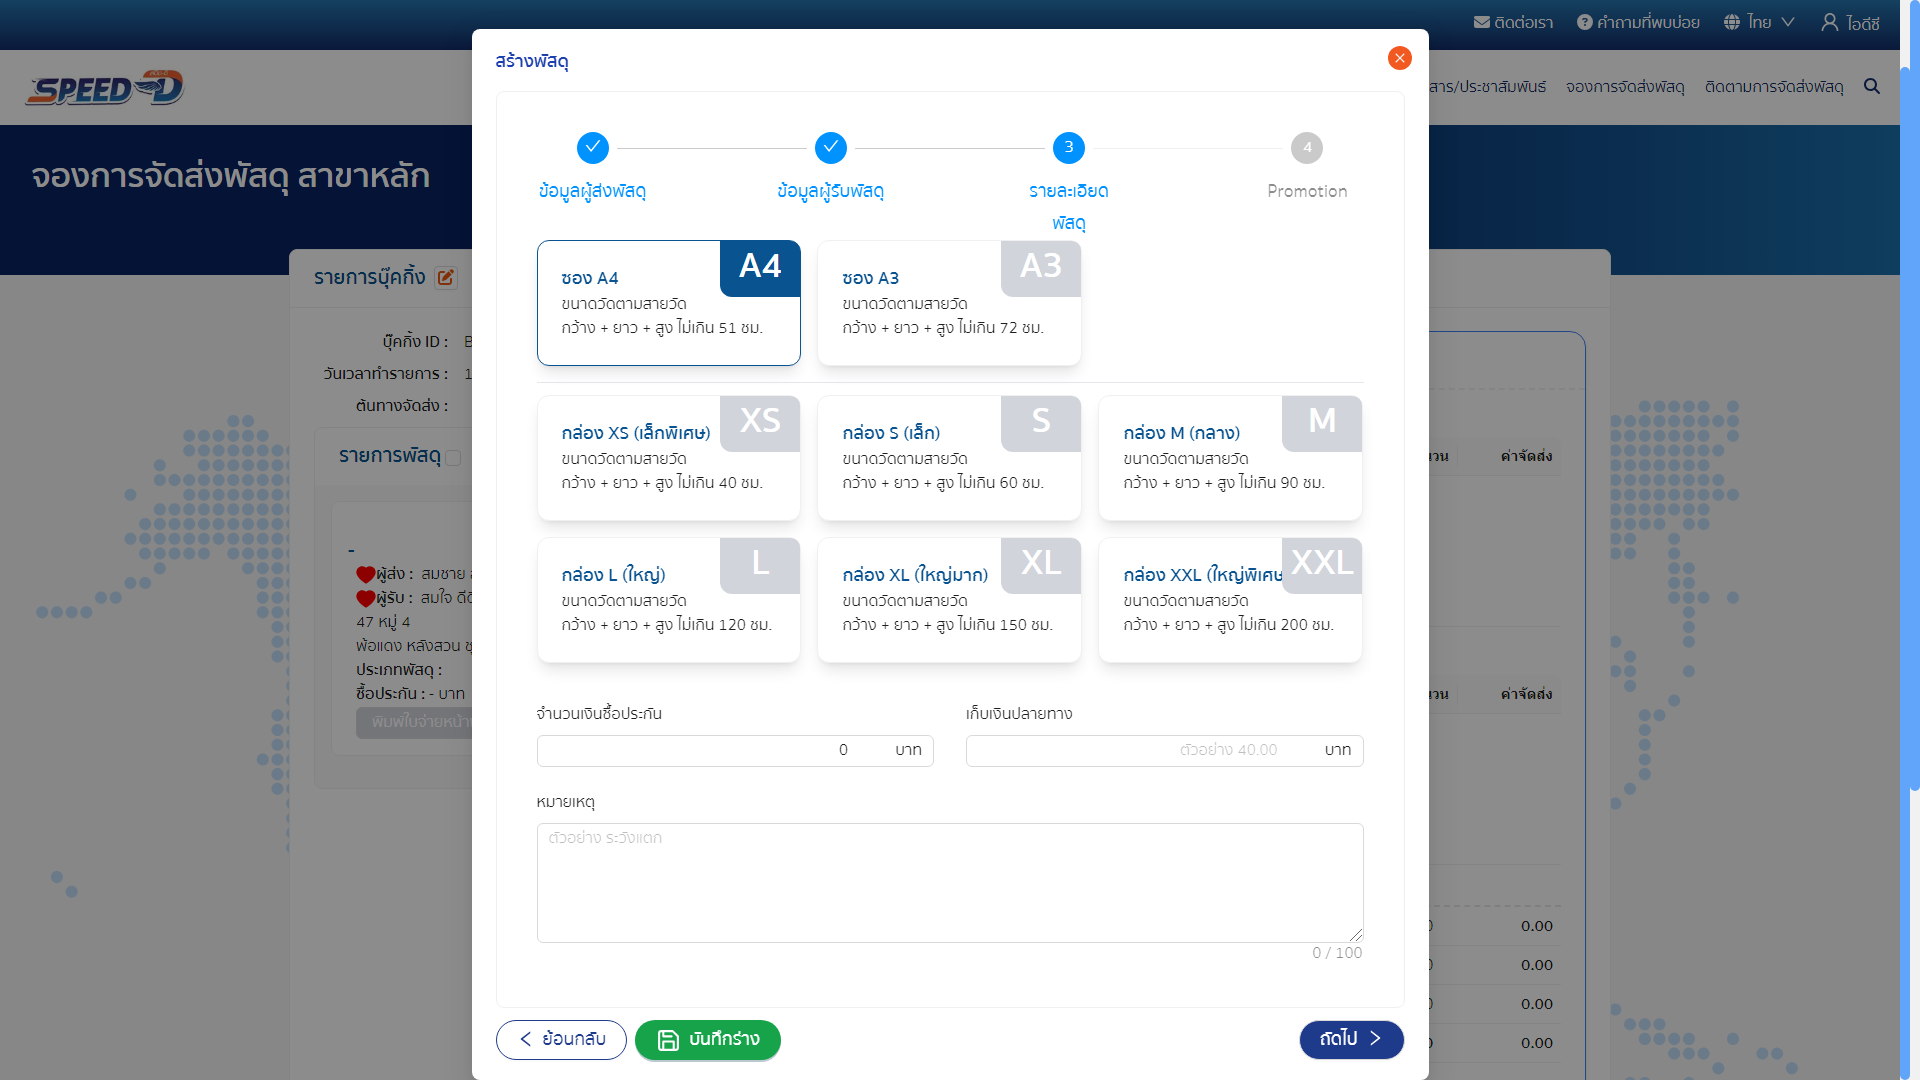 ติดต่อเรา
คำถามที่พบบ่อย
ไทย
ไอดีซี
SPEED-D
สาร/ประชาสัมพันธ์
จองการจัดส่งพัสดุ
ติดตามการจัดส่งพัสดุ
จองการจัดส่งพัสดุ สาขาหลัก
รายการบุ๊คกิ้ง
บุ๊คกิ้ง ID :
วันเวลาทำรายการ :
ต้นทางจัดส่ง :
รายการพัสดุ
-
ผู้ส่ง : สมชาย
ผู้รับ : สมใจ
47 หมู่ 4
พ้อแดง หลังสวน
ประเภทพัสดุ :
ซื้อประกัน : - บาท
พิมพ์ใบจ่ายหน้า
สร้างพัสดุ
3
4
ข้อมูลผู้ส่งพัสดุ
ข้อมูลผู้รับพัสดุ
รายละเอียด
พัสดุ
Promotion
A4
ซอง A4
ขนาดวัดตามสายวัด
กว้าง + ยาว + สูง ไม่เกิน 51 ซม.
A3
ซอง A3
ขนาดวัดตามสายวัด
กว้าง + ยาว + สูง ไม่เกิน 72 ซม.
XS
กล่อง XS (เล็กพิเศษ)
ขนาดวัดตามสายวัด
กว้าง + ยาว + สูง ไม่เกิน 40 ซม.
S
กล่อง S (เล็ก)
ขนาดวัดตามสายวัด
กว้าง + ยาว + สูง ไม่เกิน 60 ซม.
M
กล่อง M (กลาง)
ขนาดวัดตามสายวัด
กว้าง + ยาว + สูง ไม่เกิน 90 ซม.
L
กล่อง L (ใหญ่)
ขนาดวัดตามสายวัด
กว้าง + ยาว + สูง ไม่เกิน 120 ซม.
XL
กล่อง XL (ใหญ่มาก)
ขนาดวัดตามสายวัด
กว้าง + ยาว + สูง ไม่เกิน 150 ซม.
XXL
กล่อง XXL (ใหญ่พิเศษ
ขนาดวัดตามสายวัด
กว้าง + ยาว + สูง ไม่เกิน 200 ซม.
จำนวนเงินซื้อประกัน
0 บาท
เก็บเงินปลายทาง
ตัวอย่าง 40.00 บาท
หมายเหตุ
ตัวอย่าง ระวังแตก
0 / 100
ย้อนกลับ
บันทึกร่าง
ถัดไป
ค่าจัดส่ง
ค่าจัดส่ง
0.00
0.00
0.00
0.00